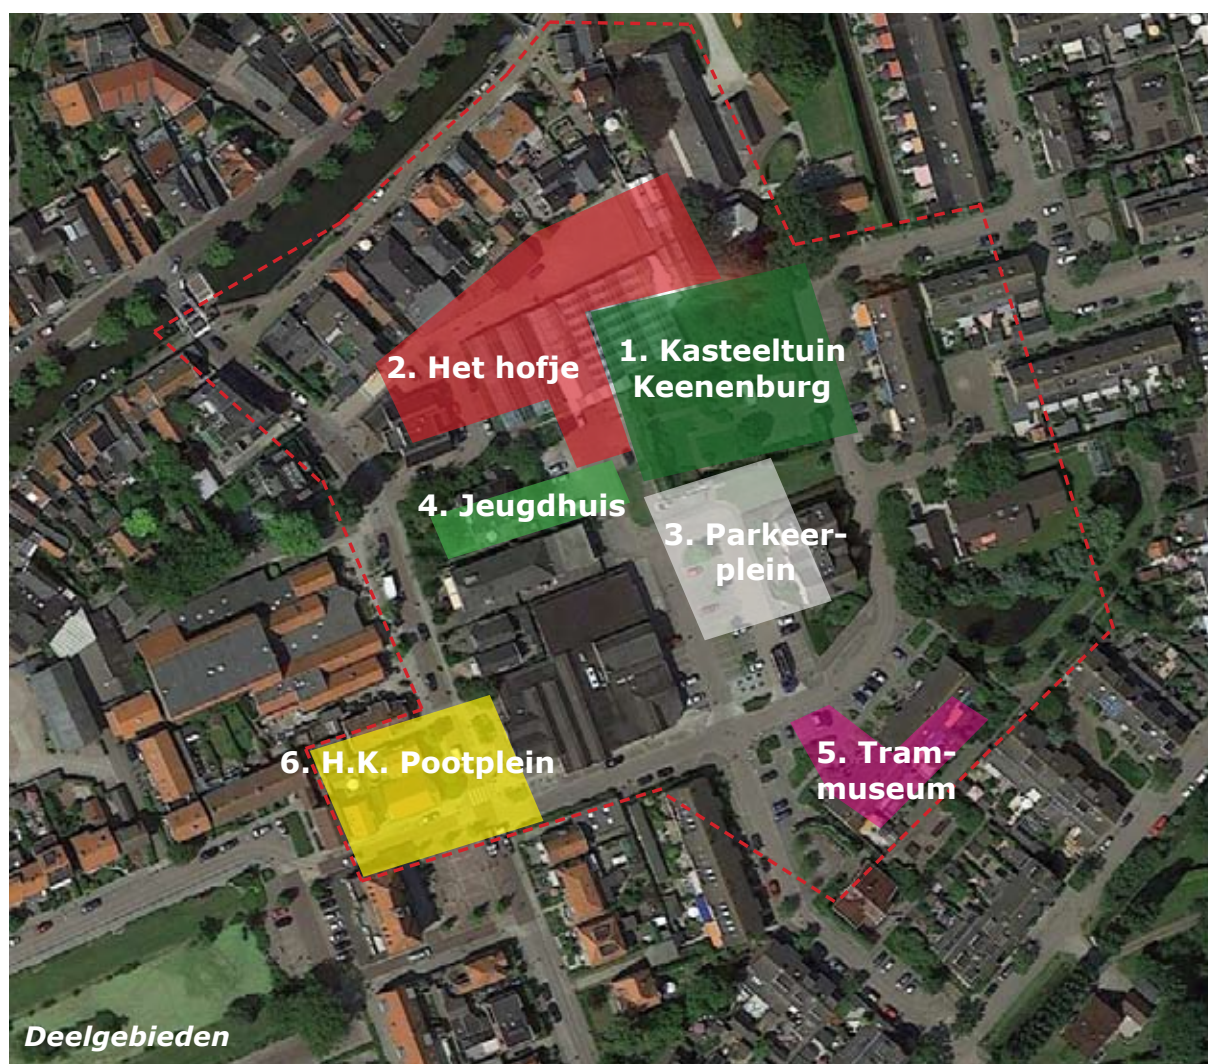 1. Kasteeltuin
Keenenburg
2. Het hofje
4. Jeugdhuis
3. Parkeer-
plein
5. Tram-
museum
6. H.K. Pootplein
Deelgebieden